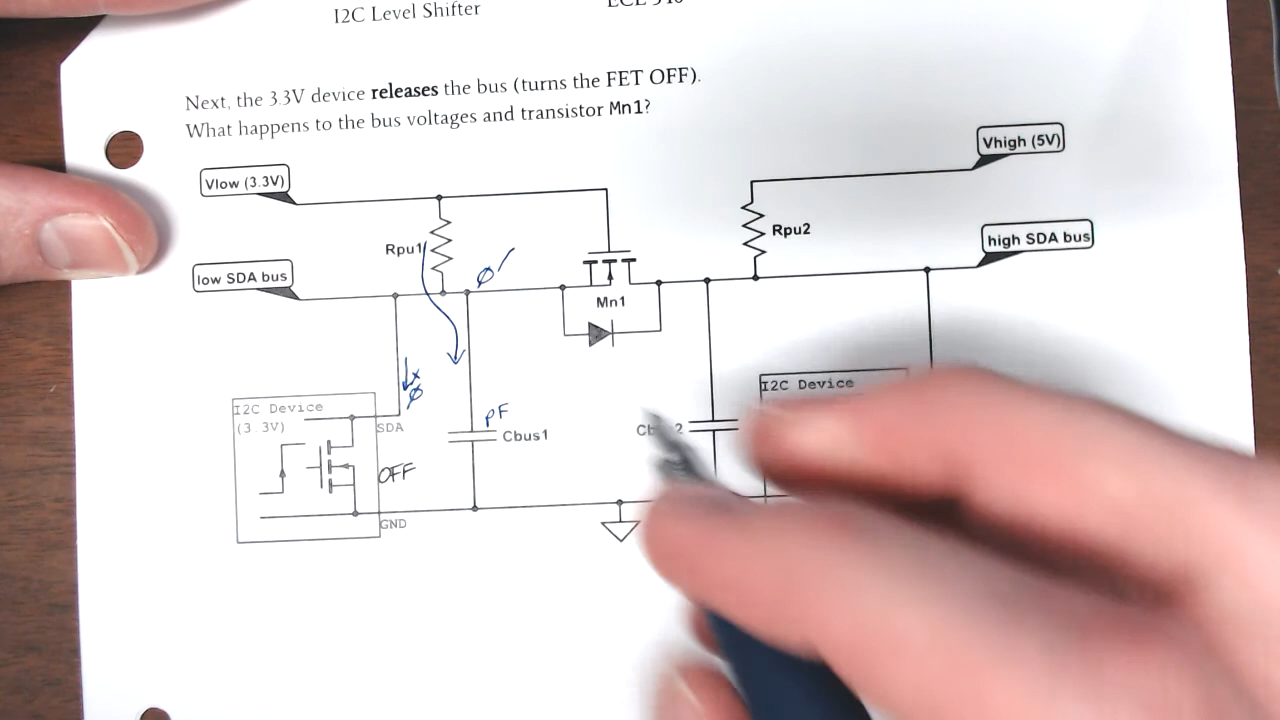 I2C Level Shifter
Next, the 3.3V device releases the bus (turns the FET OFF).
What happens to the bus voltages and transistor Mn1?
Vhigh (5V)
Vlow (3.3V)
Rpu2
high SDA bus
Rpu1
low SDA bus
Mn1
I2C Device
I2C Device
(3.3V)
SDA
pF
Cbus1
OFF
GND